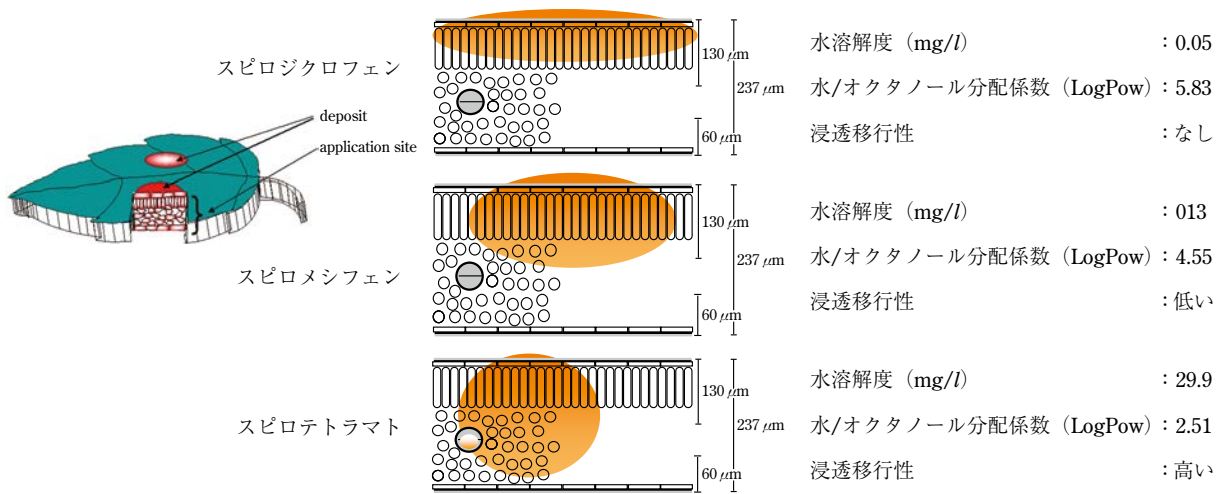 deposit
application site
スピロジクロフェン
130 μm
237 μm
60 μm
水溶解度（mg/l）：0.05
水/オクタノール分配係数（LogPow）：5.83
浸透移行性：なし
スピロメシフェン
130 μm
237 μm
60 μm
水溶解度（mg/l）：013
水/オクタノール分配係数（LogPow）：4.55
浸透移行性：低い
スピロテトラマト
130 μm
237 μm
60 μm
水溶解度（mg/l）：29.9
水/オクタノール分配係数（LogPow）：2.51
浸透移行性：高い